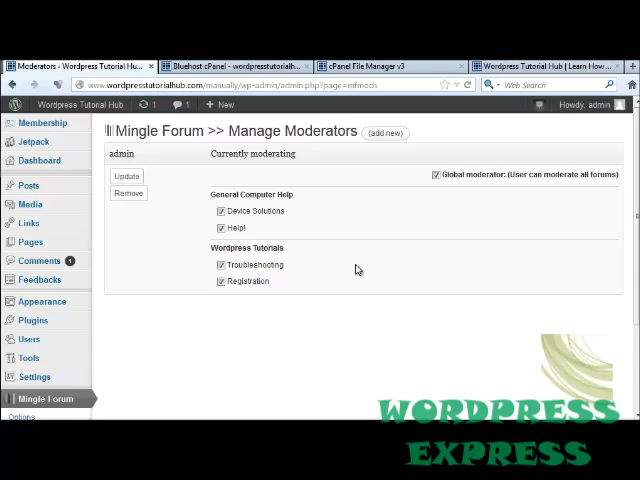 Moderators ‹ Wordpress Tutorial Hub... ×
Bluehost cPanel - wordpresstutorialh... ×
cPanel File Manager v3 ×
Wordpress Tutorial Hub | Learn How ... ×
www.wordpresstutorialhub.com/manually/wp-admin/admin.php?page=mfmods
Web Search
Wordpress Tutorial Hub 1 1 + New Howdy, admin
Membership
Jetpack
Dashboard
Posts
Media
Links
Pages
Comments 1
Feedbacks
Appearance
Plugins
Users
Tools
Settings
Mingle Forum
Options
Mingle Forum >> Manage Moderators (add new)
admin Currently moderating
Update Global moderator: (User can moderate all forums)
Remove
General Computer Help
Device Solutions
Help!
Wordpress Tutorials
Troubleshooting
Registration
WORDPRESS
EXPRESS